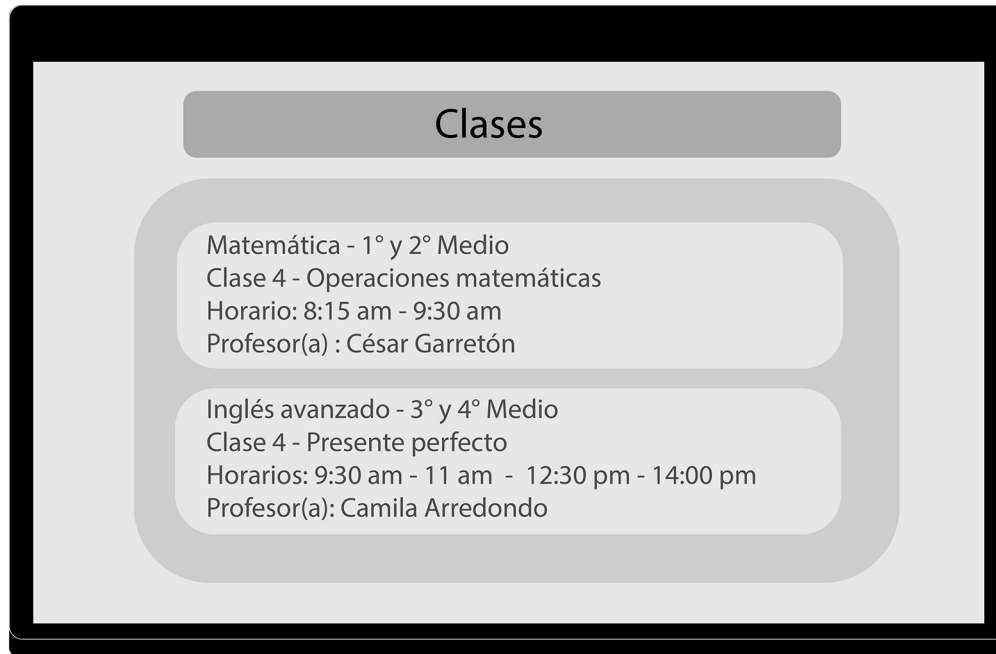 Clases
Matemática - 1° y 2° Medio
Clase 4 - Operaciones matemáticas
Horario: 8:15 am - 9:30 am
Profesor(a) : César Garretón
Inglés avanzado - 3° y 4° Medio
Clase 4 - Presente perfecto
Horarios: 9:30 am - 11 am  -  12:30 pm - 14:00 pm
Profesor(a): Camila Arredondo